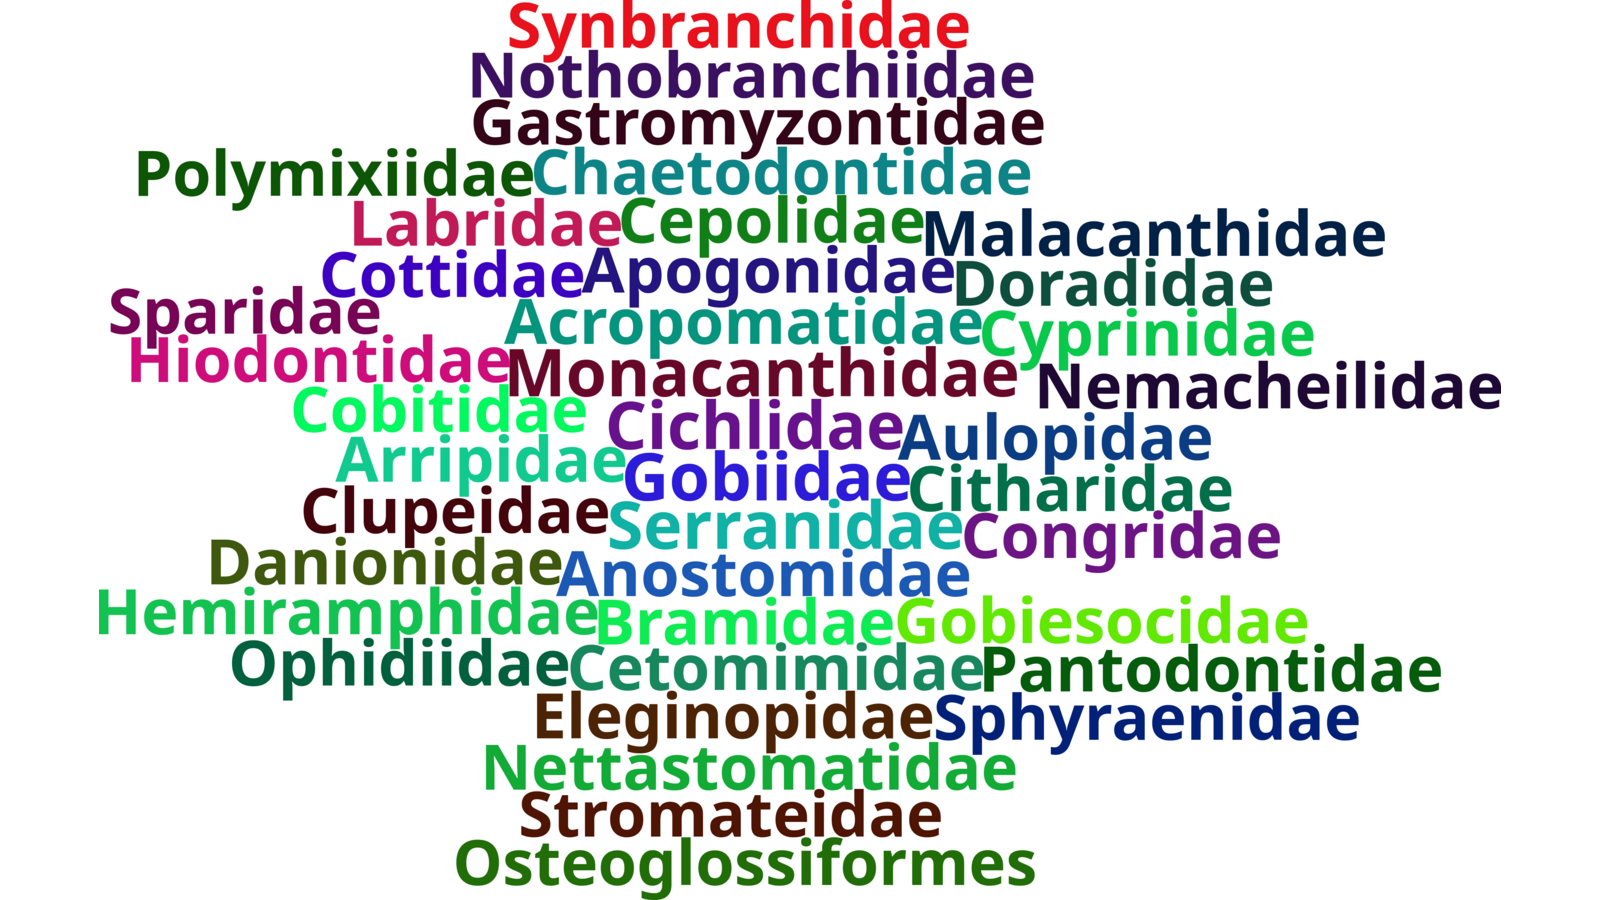 Synbranchidae
Nothobranchiidae
Gastromyzontidae
Polymixiidae Chaetodontidae
Labridae Cepolidae Malacanthidae
Cottidae Apogonidae Doradidae
Sparidae Acropomatidae Cyprinidae
Hiodontidae Monacanthidae Nemacheilidae
Cobitidae Cichlidae Aulopidae
Arripidae Gobiidae Citharidae
Clupeidae Serranidae Congridae
Danionidae Anostomidae
Hemiramphidae Bramidae Gobiesocidae
Ophidiidae Cetomimidae Pantodontidae
Eleginopidae Sphyraenidae
Nettastomatidae
Stromateidae
Osteoglossiformes